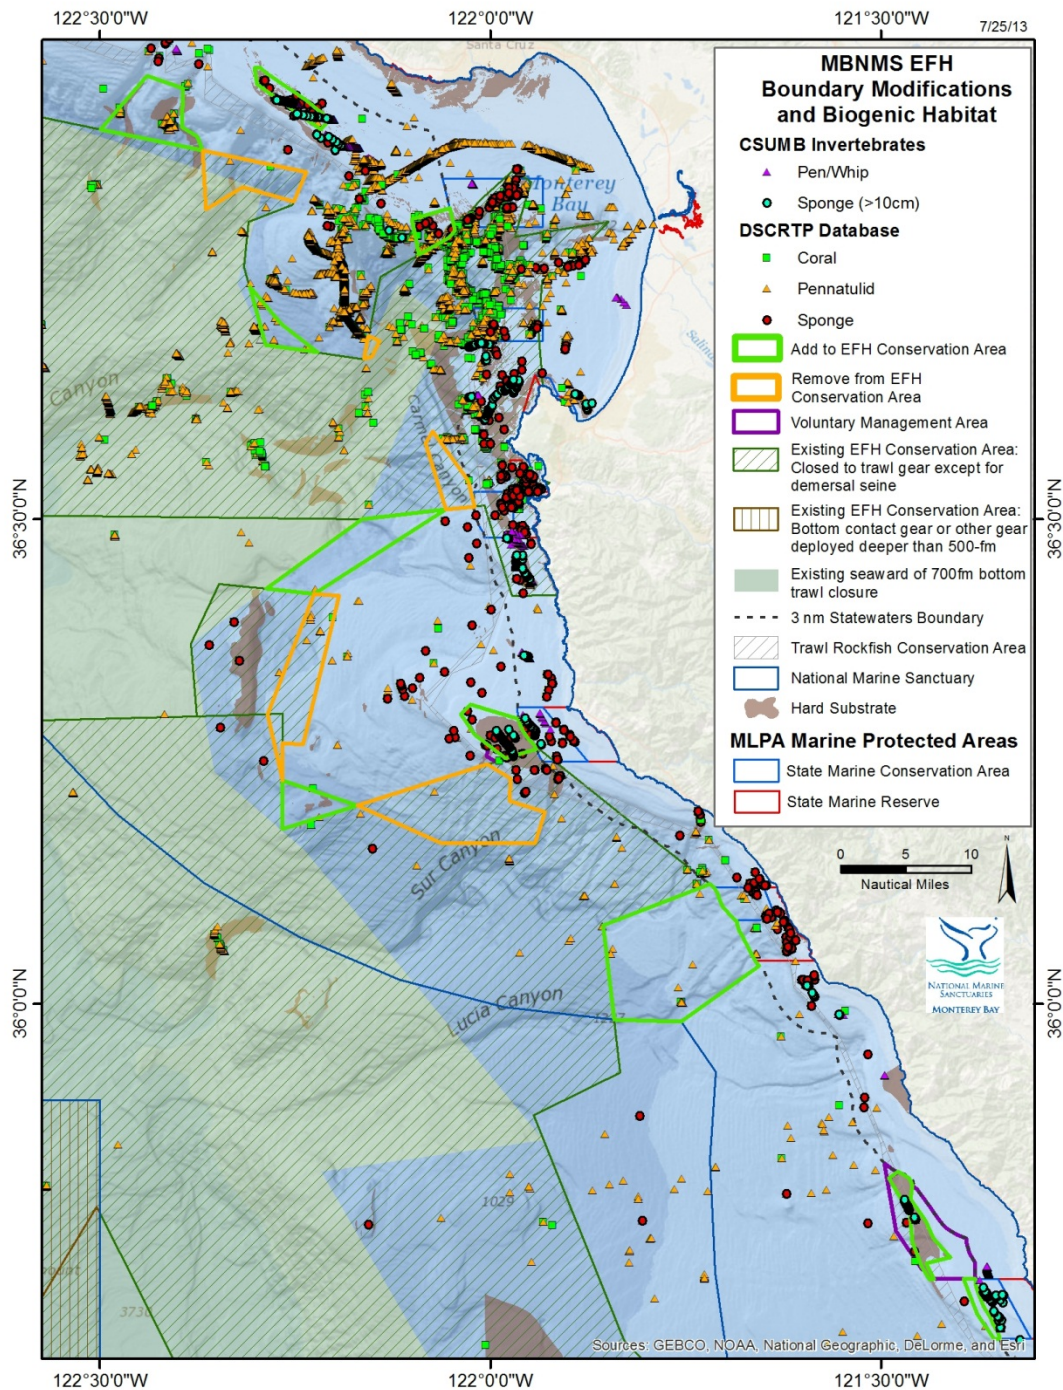 122°30'0"W
122°0'0"W
121°30'0"W
7/25/13
Santa Cruz
MBNMS EFH
Boundary Modifications
and Biogenic Habitat
CSUMB Invertebrates
Pen/Whip
Sponge (>10cm)
DSCRTP Database
Coral
Pennatulid
Sponge
Add to EFH Conservation Area
Remove from EFH
Conservation Area
Voluntary Management Area
Existing EFH Conservation Area:
Closed to trawl gear except for
demersal seine
Existing EFH Conservation Area:
Bottom contact gear or other gear
deployed deeper than 500-fm
Existing seaward of 700fm bottom
trawl closure
3 nm Statewaters Boundary
Trawl Rockfish Conservation Area
National Marine Sanctuary
Hard Substrate
MLPA Marine Protected Areas
State Marine Conservation Area
State Marine Reserve
Monterey
Bay
Canyon
Canyon
36°30'0"N
36°30'0"N
Sur Canyon
0
5
10
Nautical Miles
N
NATIONAL MARINE
SANCTUARIES
MONTEREY BAY
Lucia Canyon
36°0'0"N
36°0'0"N
1029
3730
Sources: GEBCO, NOAA, National Geographic, DeLorme, and Esri
122°30'0"W
122°0'0"W
121°30'0"W